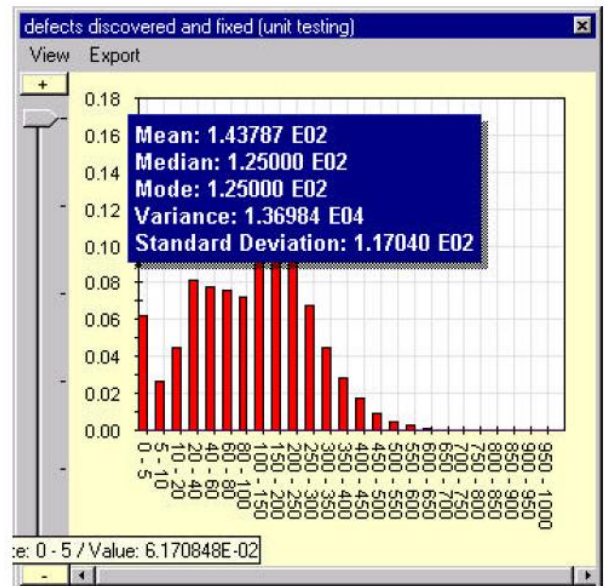 defects discovered and fixed (unit testing)
View Export
+
0.18
0.16
0.14
0.12
0.10
0.08
0.06
0.04
0.02
0.00
Mean: 1.43787 E02
Median: 1.25000 E02
Mode: 1.25000 E02
Variance: 1.36984 E04
Standard Deviation: 1.17040 E02
0 - 5
5 - 10
10 - 20
20 - 40
40 - 60
60 - 80
80 - 100
100 - 150
150 - 200
200 - 250
250 - 300
300 - 350
350 - 400
400 - 450
450 - 500
500 - 550
550 - 600
600 - 650
650 - 700
700 - 750
750 - 800
800 - 850
850 - 900
900 - 950
950 - 1000
te: 0 - 5 / Value: 6.170848E-02
-